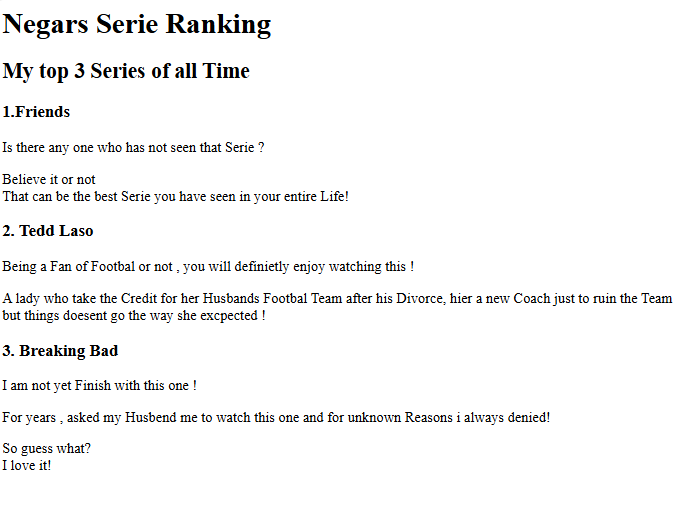 Negars Serie Ranking
My top 3 Series of all Time
1.Friends
Is there any one who has not seen that Serie ?
Believe it or not
That can be the best Serie you have seen in your entire Life!
2. Tedd Laso
Being a Fan of Footbal or not , you will definietly enjoy watching this !
A lady who take the Credit for her Husbands Footbal Team after his Divorce, hier a new Coach just to ruin the Team
but things doesent go the way she excpected !
3. Breaking Bad
I am not yet Finish with this one !
For years , asked my Husbend me to watch this one and for unknown Reasons i always denied!
So guess what?
I love it!